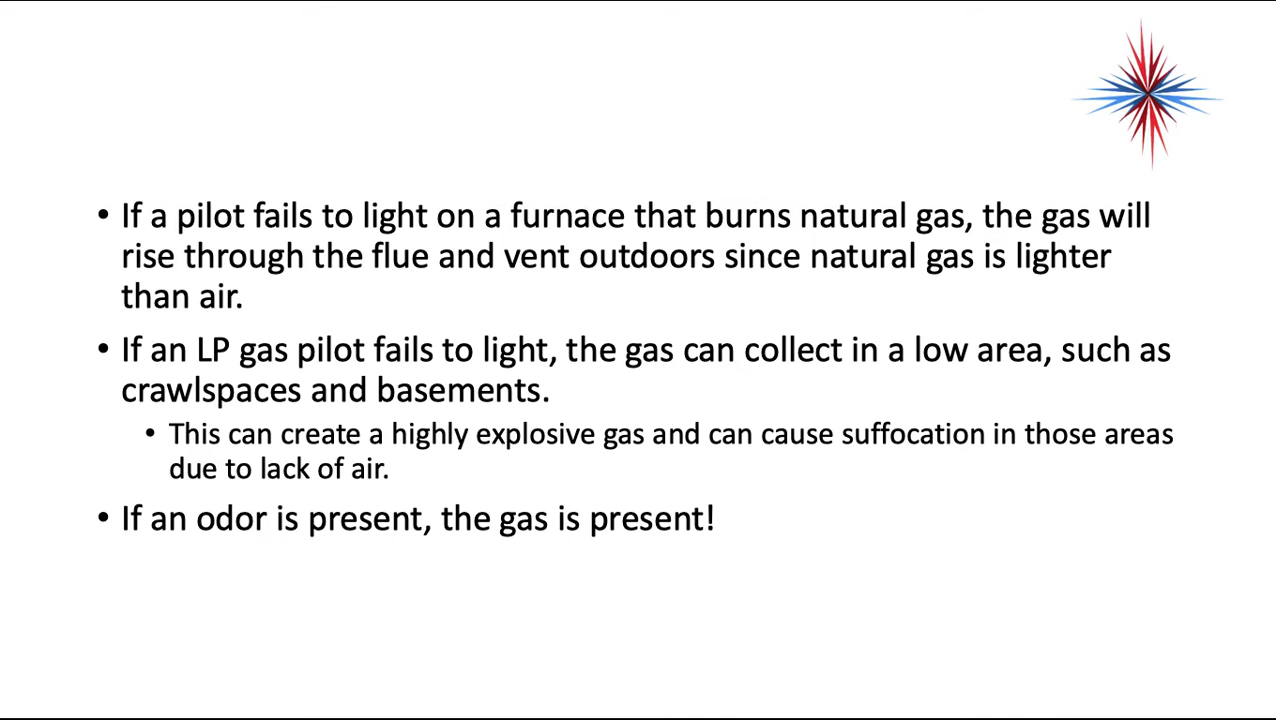 • If a pilot fails to light on a furnace that burns natural gas, the gas will
rise through the flue and vent outdoors since natural gas is lighter
than air.
• If an LP gas pilot fails to light, the gas can collect in a low area, such as
crawlspaces and basements.
• This can create a highly explosive gas and can cause suffocation in those areas
due to lack of air.
• If an odor is present, the gas is present!